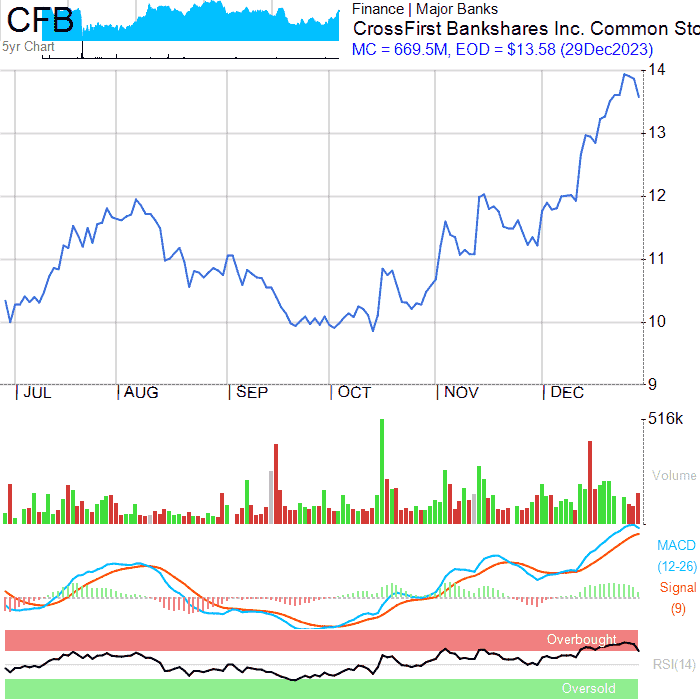 CFB
5yr Chart
Finance | Major Banks
CrossFirst Bankshares Inc. Common Sto
MC = 669.5M, EOD = $13.58 (29Dec2023)
14
13
12
11
10
9
JUL AUG SEP OCT NOV DEC
516k
Volume
MACD
(12-26)
Signal
(9)
Overbought
RSI(14)
Oversold